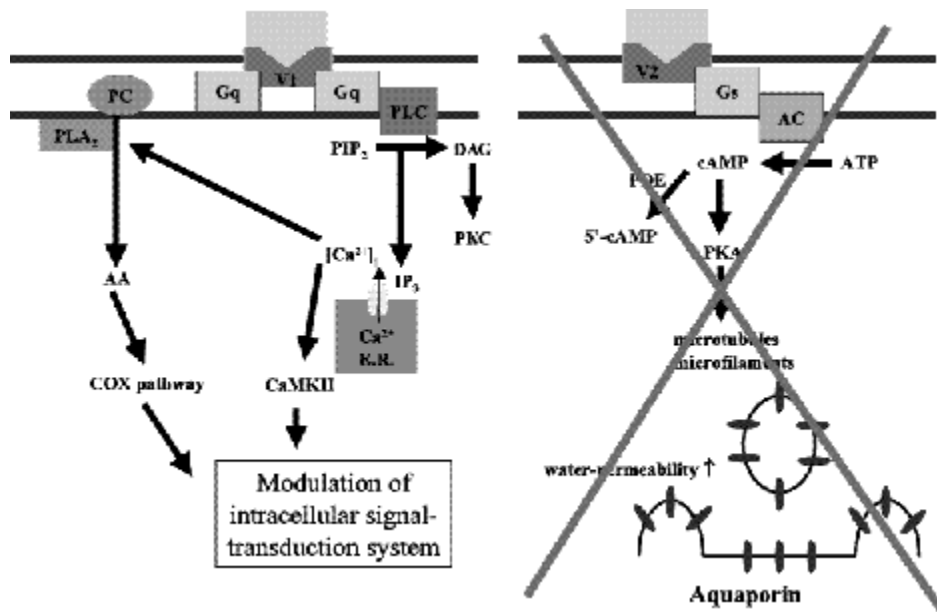 PC
V1
Gq
Gq
PLC
PLA₂
PIP₂
DAG
PKC
[Ca²⁺]ᵢ
IP₃
AA
Ca²⁺
E.R.
COX pathway
CaMKII
Modulation of
intracellular signal-
transduction system
V2
Gs
AC
cAMP
ATP
PDE
5'-cAMP
PKA
microtubules
microfilaments
water-permeability ↑
Aquaporin